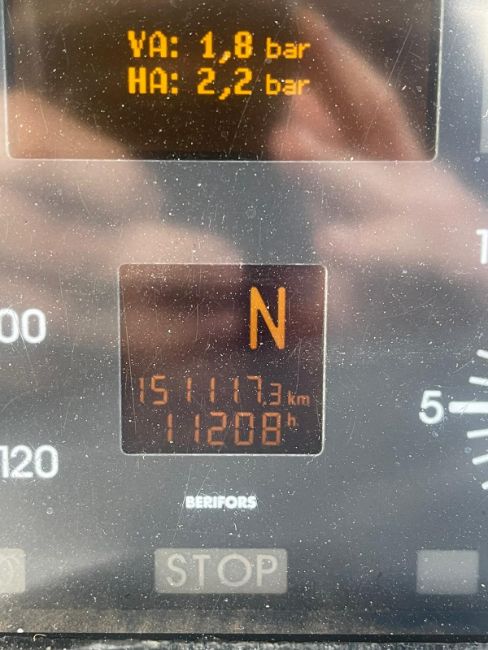 VA: 1,8 bar
HA: 2,2 bar
N
00
151117.3 km
5
11208 h
120
BERIFORS
STOP